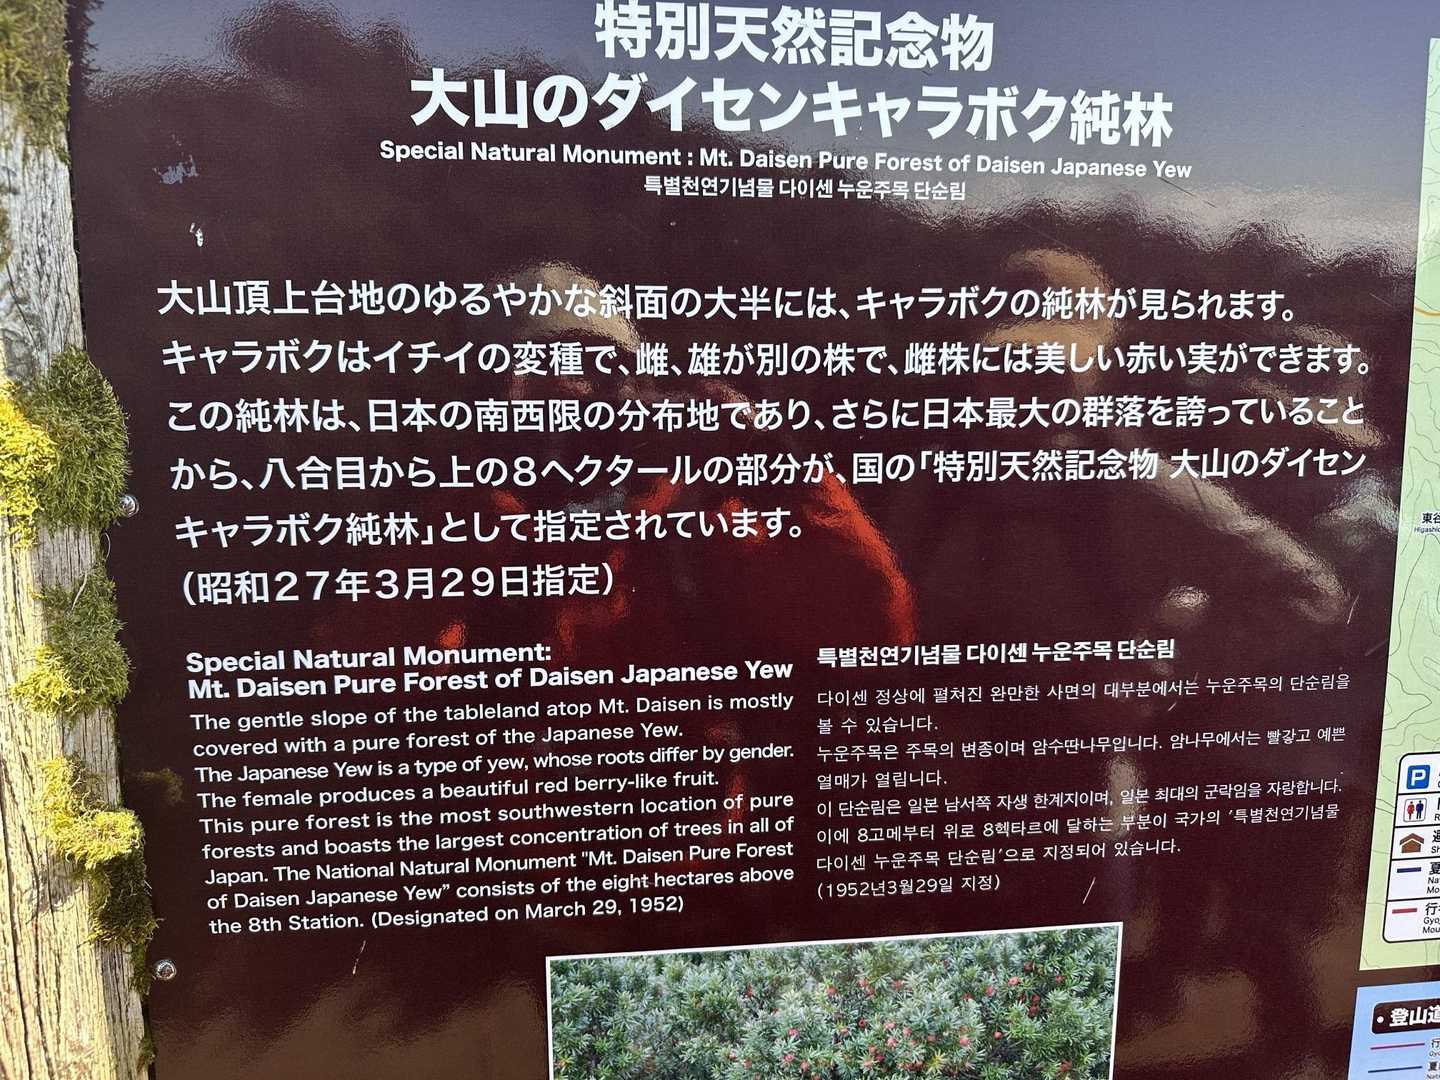 特別天然記念物
大山のダイセンキャラボク純林
Special Natural Monument : Mt. Daisen Pure Forest of Daisen Japanese Yew
특별천연기념물 다이센 누운주목 단순림
大山頂上台地のゆるやかな斜面の大半には、キャラボクの純林が見られます。
キャラボクはイチイの変種で、雌、雄が別の株で、雌株には美しい赤い実ができます。
この純林は、日本の南西限の分布地であり、さらに日本最大の群落を誇っていること
から、八合目から上の8ヘクタールの部分が、国の「特別天然記念物 大山のダイセン
キャラボク純林」として指定されています。
(昭和27年3月29日指定)
Special Natural Monument:
Mt. Daisen Pure Forest of Daisen Japanese Yew
The gentle slope of the tableland atop Mt. Daisen is mostly
covered with a pure forest of the Japanese Yew.
The Japanese Yew is a type of yew, whose roots differ by gender.
The female produces a beautiful red berry-like fruit.
This pure forest is the most southwestern location of pure
forests and boasts the largest concentration of trees in all of
Japan. The National Natural Monument "Mt. Daisen Pure Forest
of Daisen Japanese Yew” consists of the eight hectares above
the 8th Station. (Designated on March 29, 1952)
특별천연기념물 다이센 누운주목 단순림
다이센 정상에 펼쳐진 완만한 사면의 대부분에서는 누운주목의 단순림을
볼 수 있습니다.
누운주목은 주목의 변종이며 암수딴나무입니다. 암나무에서는 빨갛고 예쁜
열매가 열립니다.
이 단순림은 일본 남서쪽 자생 한계지이며, 일본 최대의 군락임을 자랑합니다.
이에 8고메부터 위로 8헥타르에 달하는 부분이 국가의 ‘특별천연기념물
다이센 누운주목 단순림’으로 지정되어 있습니다.
(1952년3월29일 지정)
東谷
P
夏
行
• 登山道
行
夏